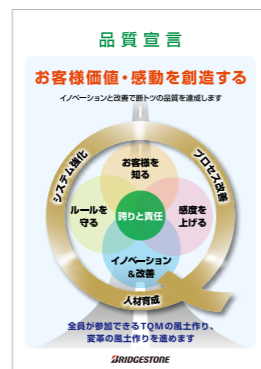 品質宣言
お客様価値・感動を創造する
イノベーションと改善で断トツの品質を達成します
システム強化
プロセス改善
お客様を
知る
ルールを
守る
誇りと責任
感度を
上げる
イノベーション
&改善
人材育成
全員が参加できるTQMの風土作り、
変革の風土作りを進めます
BRIDGESTONE